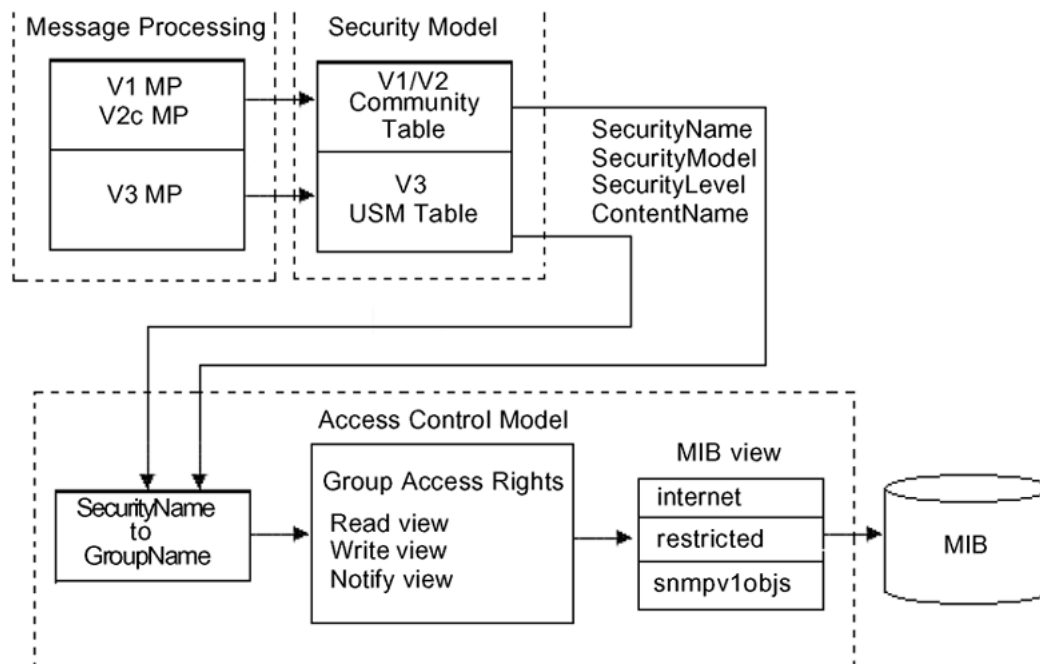 Message Processing
Security Model
V1 MP
V2c MP
V1/V2
Community
Table
V3 MP
V3
USM Table
SecurityName
SecurityModel
SecurityLevel
ContentName
Access Control Model
SecurityName
to
GroupName
Group Access Rights
Read view
Write view
Notify view
MIB view
internet
restricted
snmpv1objs
MIB